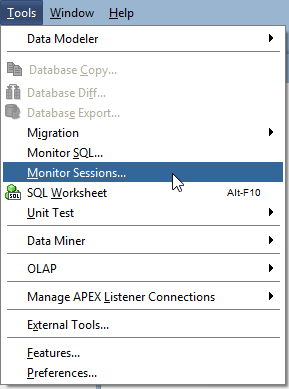 Tools Window Help
Data Modeler
Database Copy...
Database Diff...
Database Export...
Migration
Monitor SQL...
Monitor Sessions...
SQL
SQL Worksheet Alt-F10
Unit Test
Data Miner
OLAP
Manage APEX Listener Connections
External Tools...
Features...
Preferences...